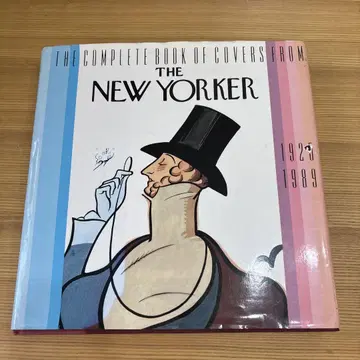 THE COMPLETE BOOK OF COVERS FROM
THE
NEW YORKER
1925
1989